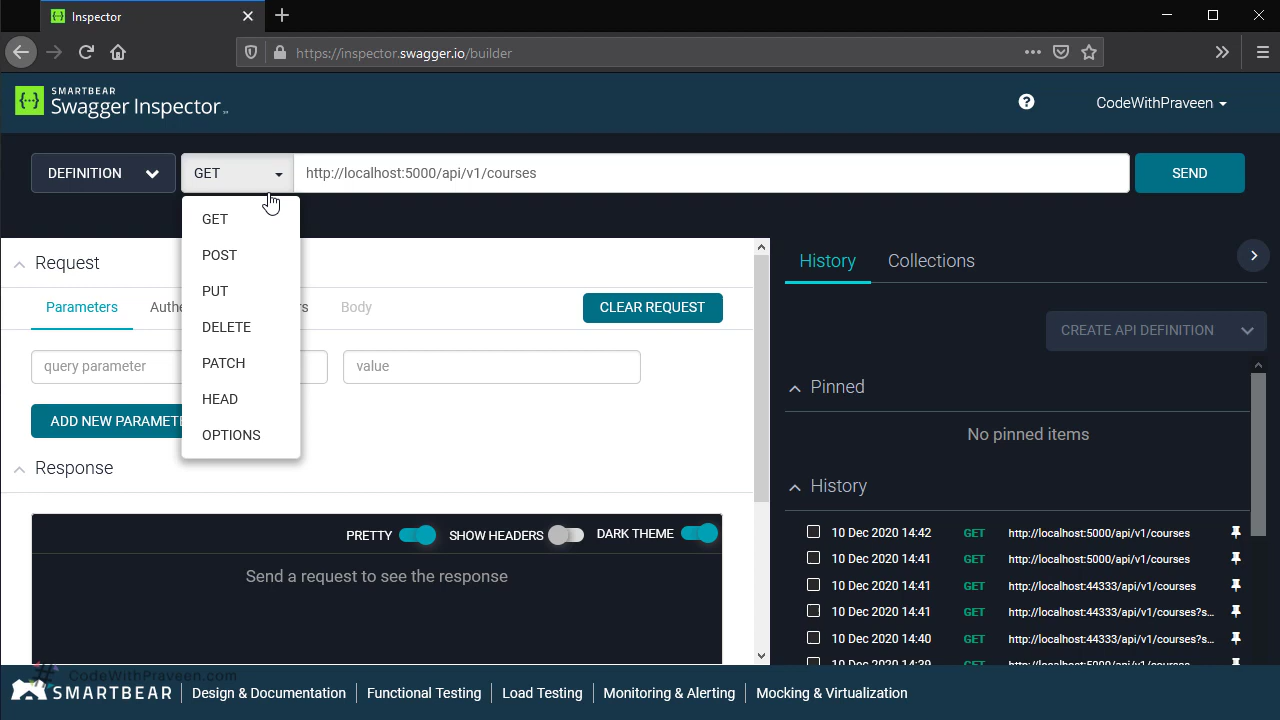 Inspector
https://inspector.swagger.io/builder
SMARTBEAR
Swagger Inspector
CodeWithPraveen
DEFINITION
GET
http://localhost:5000/api/v1/courses
SEND
GET
POST
PUT
DELETE
PATCH
HEAD
OPTIONS
Request
Parameters
Body
CLEAR REQUEST
query parameter
value
ADD NEW PARAMETE
Response
PRETTY
SHOW HEADERS
DARK THEME
Send a request to see the response
History
Collections
CREATE API DEFINITION
Pinned
No pinned items
History
10 Dec 2020 14:42 GET http://localhost:5000/api/v1/courses
10 Dec 2020 14:41 GET http://localhost:5000/api/v1/courses
10 Dec 2020 14:41 GET http://localhost:44333/api/v1/courses
10 Dec 2020 14:41 GET http://localhost:44333/api/v1/courses?s...
10 Dec 2020 14:40 GET http://localhost:44333/api/v1/courses?s...
10 Dec 2020 14:39 GET http://localhost:5000/api/v1/courses
CodeWithPraveen.com
SMARTBEAR
Design & Documentation
Functional Testing
Load Testing
Monitoring & Alerting
Mocking & Virtualization